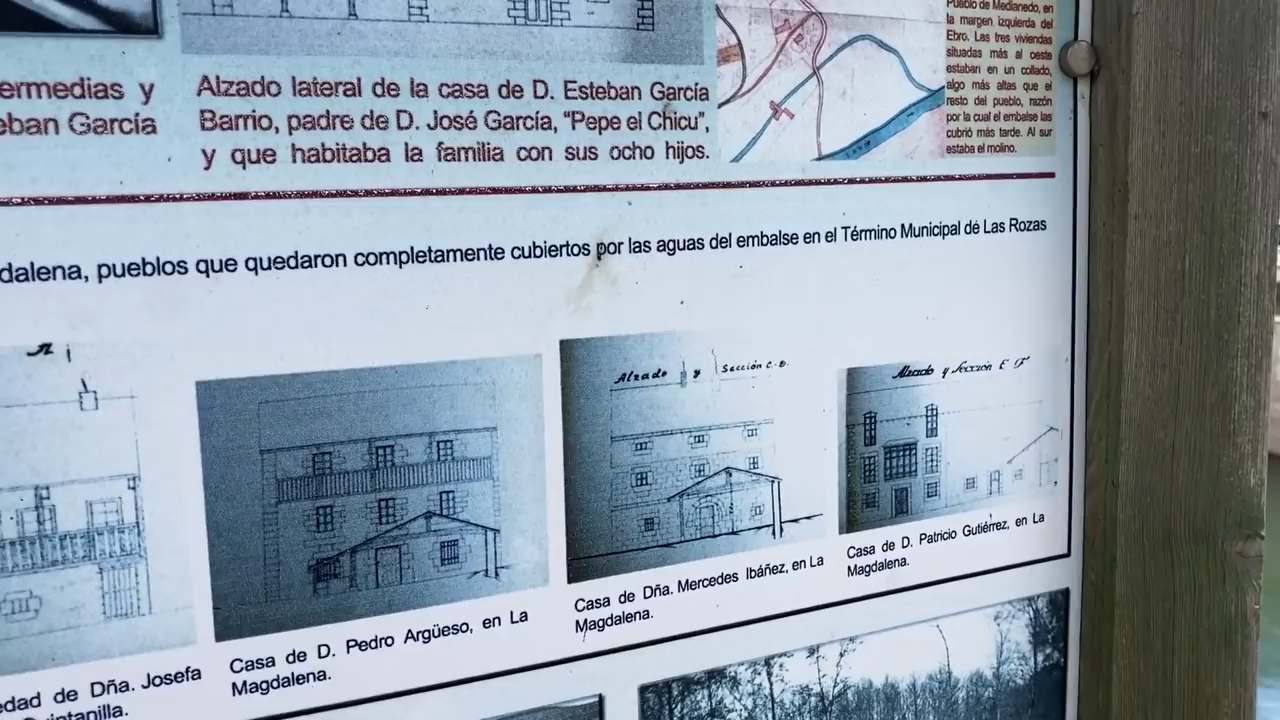 ermedias y
eban García
Alzado lateral de la casa de D. Esteban García
Barrio, padre de D. José García, “Pepe el Chicu”,
y que habitaba la familia con sus ocho hijos.
Pueblo de Medianedo, en
la margen izquierda del
Ebro. Las tres viviendas
situadas más al oeste
estaban en un collado,
algo más altas que el
resto del pueblo, razón
por la cual el embalse las
cubrió más tarde. Al sur
estaba el molino.
dalena, pueblos que quedaron completamente cubiertos por las aguas del embalse en el Término Municipal de Las Rozas
Alzado y Sección C-D.
Alzado y Sección E F
edad de Dña. Josefa
Quintanilla.
Casa de D. Pedro Argüeso, en La
Magdalena.
Casa de Dña. Mercedes Ibáñez, en La
Magdalena.
Casa de D. Patricio Gutiérrez, en La
Magdalena.